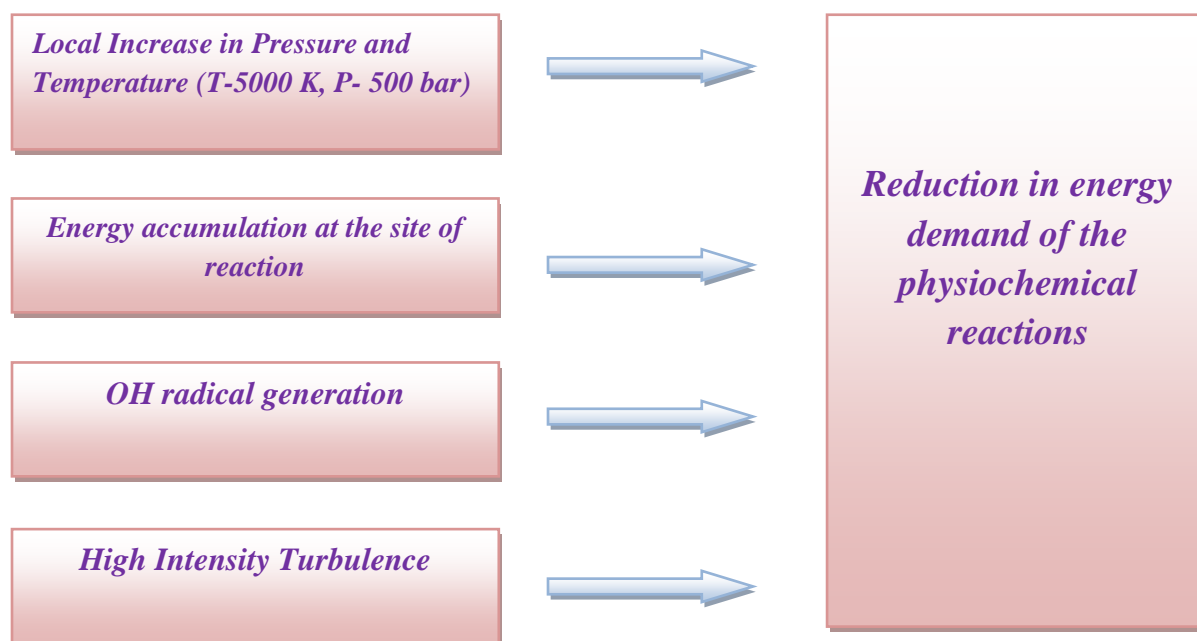 Local Increase in Pressure and
Temperature (T-5000 K, P- 500 bar)
Energy accumulation at the site of
reaction
OH radical generation
High Intensity Turbulence
Reduction in energy
demand of the
physiochemical
reactions